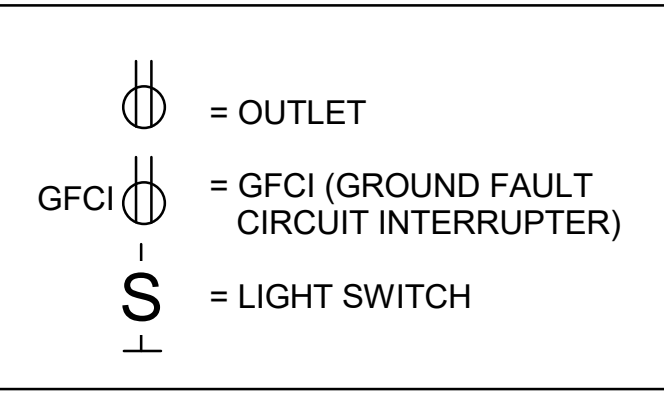 = OUTLET
GFCI = GFCI (GROUND FAULT
CIRCUIT INTERRUPTER)
S = LIGHT SWITCH